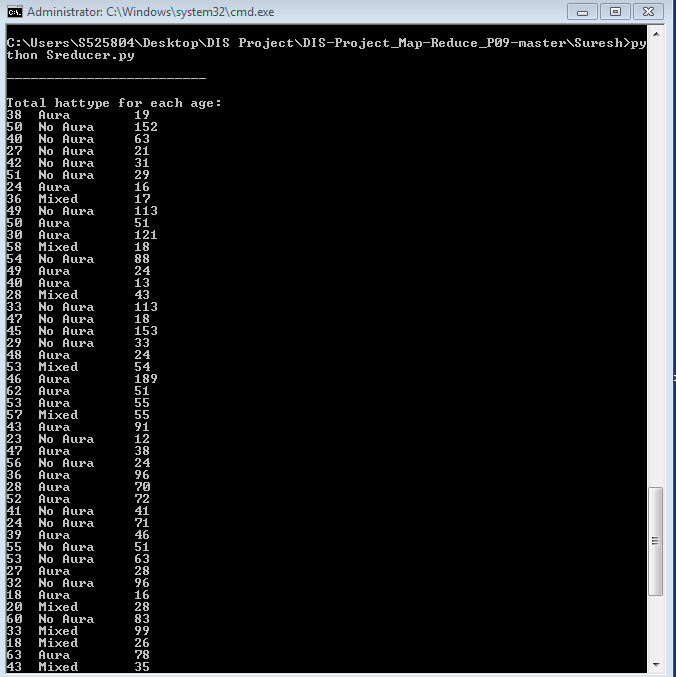 Administrator: C:\Windows\system32\cmd.exe
C:\Users\S525804\Desktop\DIS Project\DIS-Project_Map-Reduce_P09-master\Suresh>py
thon Sreducer.py
-------------------------
Total hattype for each age:
38 Aura 19
50 No Aura 152
40 No Aura 63
27 No Aura 21
42 No Aura 31
51 No Aura 29
24 Aura 16
36 Mixed 17
49 No Aura 113
50 Aura 51
30 Aura 121
58 Mixed 18
54 No Aura 88
49 Aura 24
40 Aura 13
28 Mixed 43
33 No Aura 113
47 No Aura 18
45 No Aura 153
29 No Aura 33
48 Aura 24
53 Mixed 54
46 Aura 189
62 Aura 51
53 Aura 55
57 Mixed 55
43 Aura 91
23 No Aura 12
47 Aura 38
56 No Aura 24
36 Aura 96
28 Aura 70
52 Aura 72
41 No Aura 41
24 No Aura 71
39 Aura 46
55 No Aura 51
53 No Aura 63
27 Aura 28
32 No Aura 96
18 Aura 16
20 Mixed 28
60 No Aura 83
33 Mixed 99
18 Mixed 26
63 Aura 78
43 Mixed 35